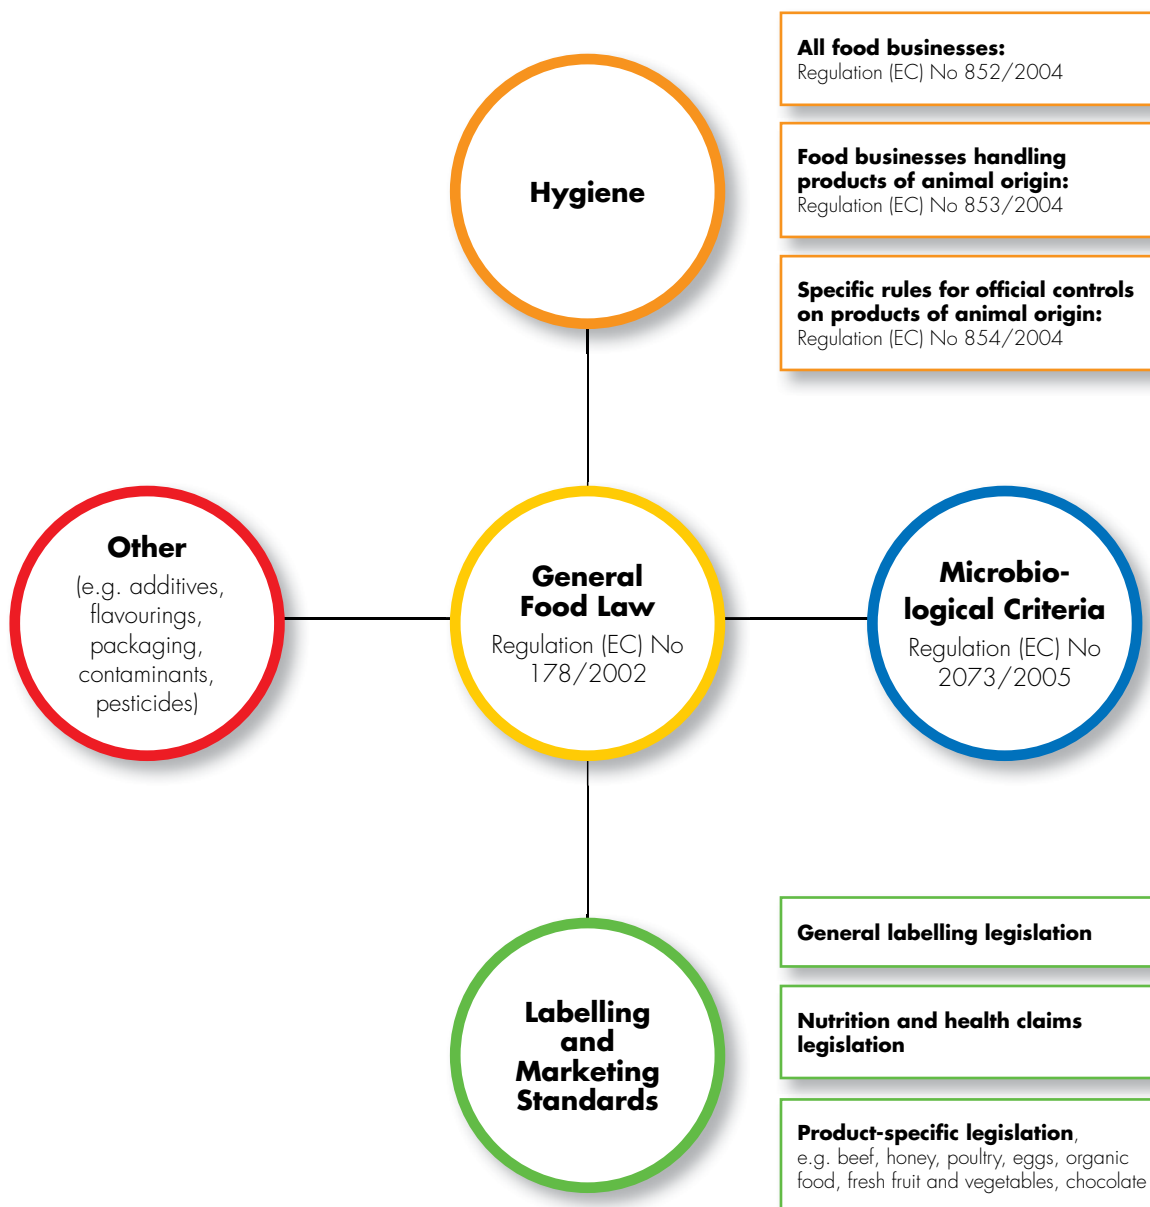 All food businesses:
Regulation (EC) No 852/2004
Hygiene
Food businesses handling
products of animal origin:
Regulation (EC) No 853/2004
Specific rules for official controls
on products of animal origin:
Regulation (EC) No 854/2004
Other
(e.g. additives,
flavourings,
packaging,
contaminants,
pesticides)
General
Food Law
Regulation (EC) No
178/2002
Microbio-
logical Criteria
Regulation (EC) No
2073/2005
Labelling
and
Marketing
Standards
General labelling legislation
Nutrition and health claims
legislation
Product-specific legislation,
e.g. beef, honey, poultry, eggs, organic
food, fresh fruit and vegetables, chocolate